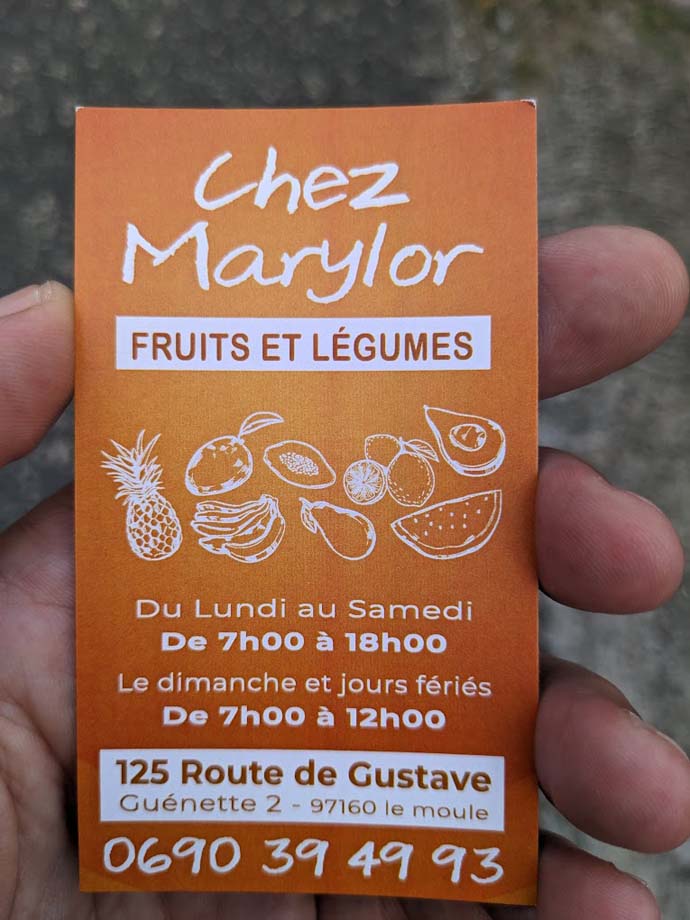 Chez
Marylor
FRUITS ET LÉGUMES
Du Lundi au Samedi
De 7h00 à 18h00
Le dimanche et jours fériés
De 7h00 à 12h00
125 Route de Gustave
Guénette 2 - 97160 le moule
0690 39 49 93